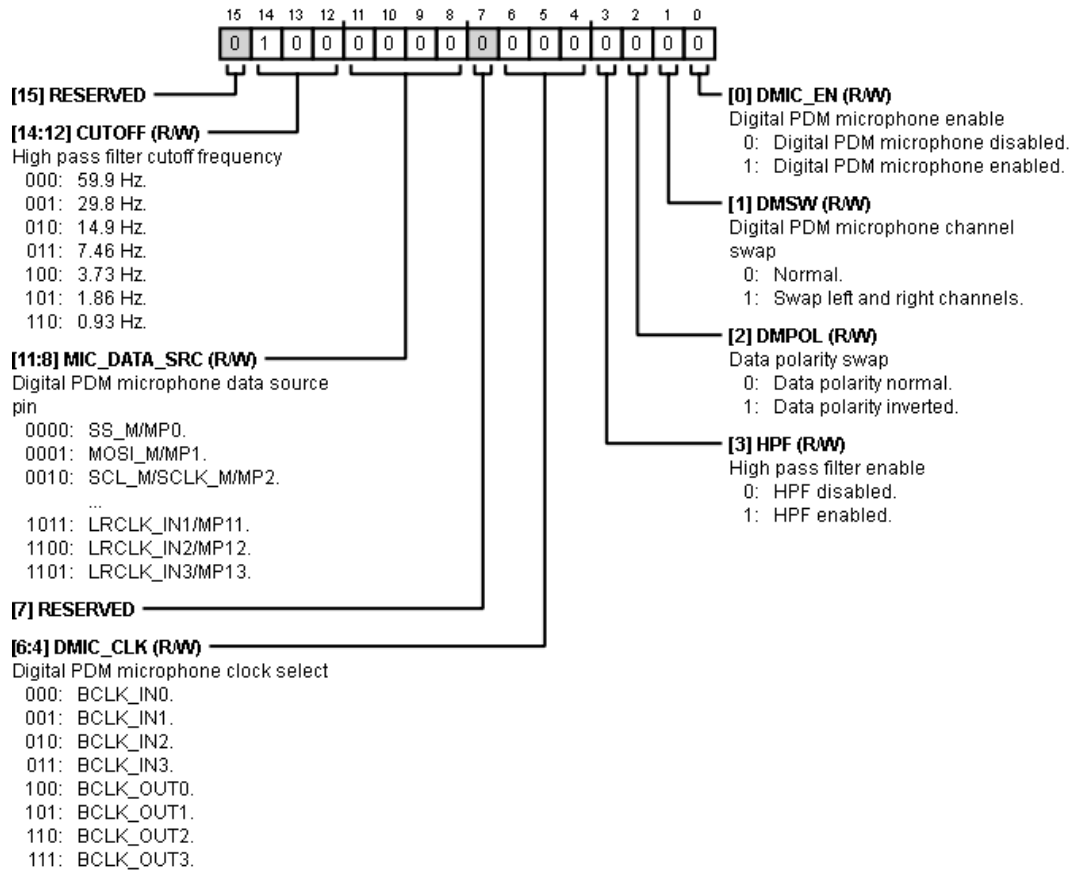 15 14 13 12 11 10 9 8 7 6 5 4 3 2 1 0
0 1 0 0 0 0 0 0 0 0 0 0 0 0 0 0
[15] RESERVED
[14:12] CUTOFF (R/W)
High pass filter cutoff frequency
000: 59.9 Hz.
001: 29.8 Hz.
010: 14.9 Hz.
011: 7.46 Hz.
100: 3.73 Hz.
101: 1.86 Hz.
110: 0.93 Hz.
[11:8] MIC_DATA_SRC (R/W)
Digital PDM microphone data source
pin
0000: SS_M/MP0.
0001: MOSI_M/MP1.
0010: SCL_M/SCLK_M/MP2.
...
1011: LRCLK_IN1/MP11.
1100: LRCLK_IN2/MP12.
1101: LRCLK_IN3/MP13.
[7] RESERVED
[6:4] DMIC_CLK (R/W)
Digital PDM microphone clock select
000: BCLK_IN0.
001: BCLK_IN1.
010: BCLK_IN2.
011: BCLK_IN3.
100: BCLK_OUT0.
101: BCLK_OUT1.
110: BCLK_OUT2.
111: BCLK_OUT3.
[0] DMIC_EN (R/W)
Digital PDM microphone enable
0: Digital PDM microphone disabled.
1: Digital PDM microphone enabled.
[1] DMSW (R/W)
Digital PDM microphone channel
swap
0: Normal.
1: Swap left and right channels.
[2] DMPOL (R/W)
Data polarity swap
0: Data polarity normal.
1: Data polarity inverted.
[3] HPF (R/W)
High pass filter enable
0: HPF disabled.
1: HPF enabled.